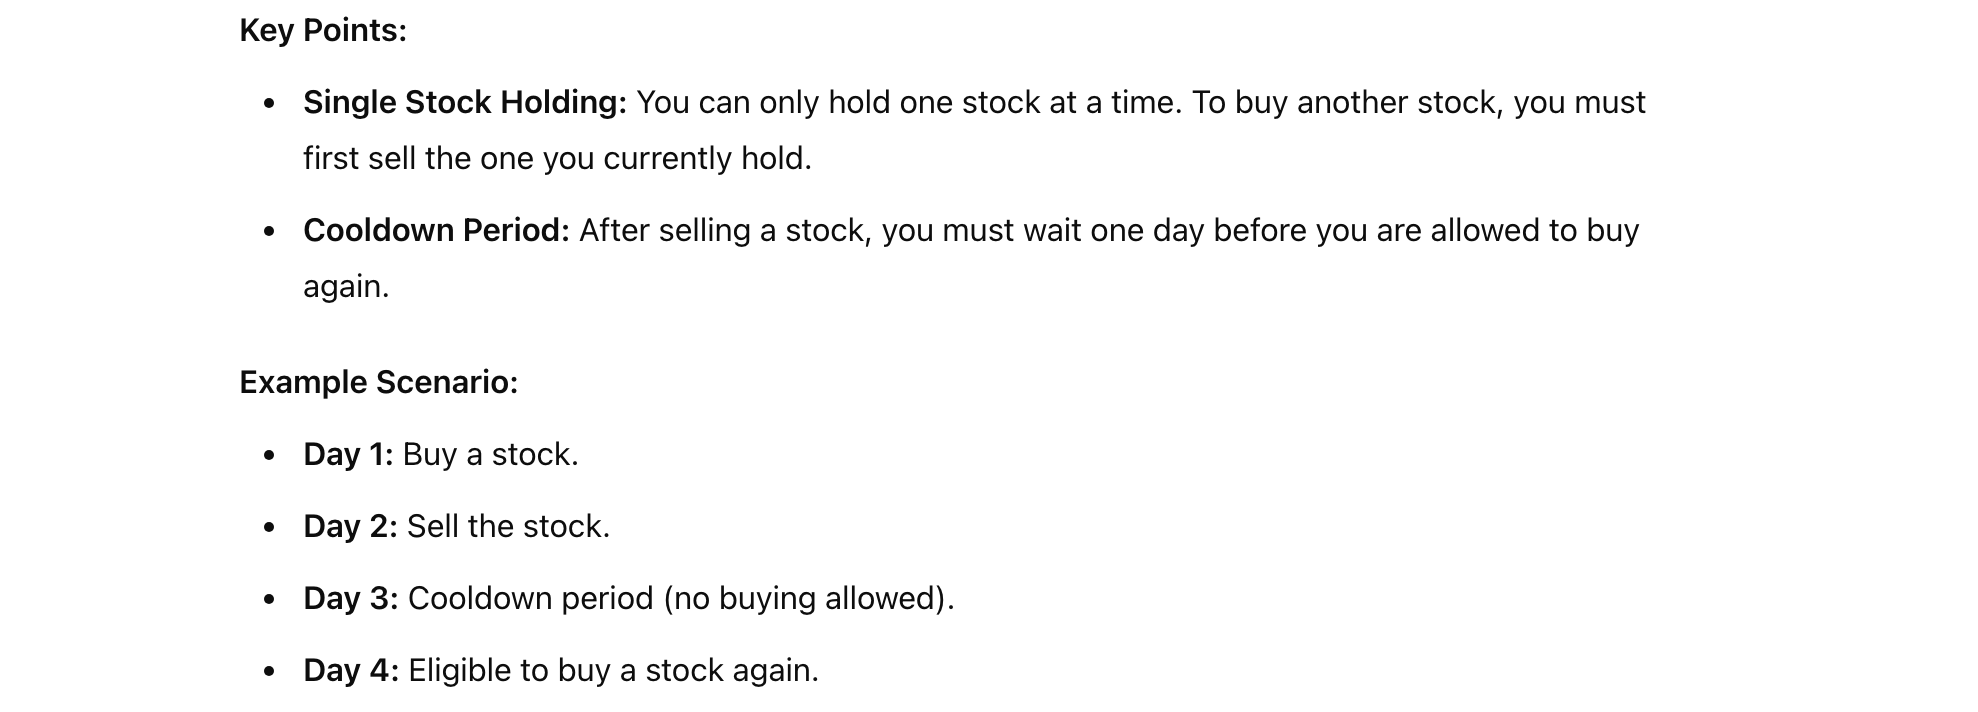 Key Points:
• Single Stock Holding: You can only hold one stock at a time. To buy another stock, you must
first sell the one you currently hold.
• Cooldown Period: After selling a stock, you must wait one day before you are allowed to buy
again.
Example Scenario:
• Day 1: Buy a stock.
• Day 2: Sell the stock.
• Day 3: Cooldown period (no buying allowed).
• Day 4: Eligible to buy a stock again.